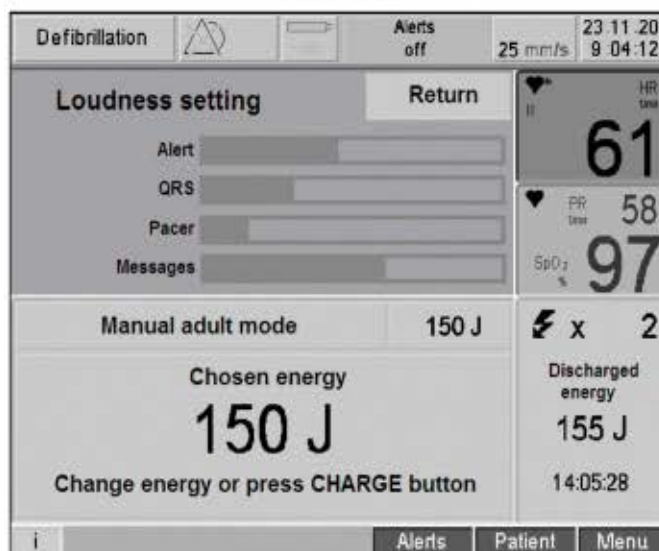 Defibrillation
Alerts
off
25 mm/s
23.11.20
9:04:12
Loudness setting
Return
Alert
QRS
Pacer
Messages
HR
II
61
PR
58
SpO₂
%
97
Manual adult mode
150 J
x 2
Chosen energy
150 J
Change energy or press CHARGE button
Discharged
energy
155 J
14:05:28
i
Alerts
Patient
Menu